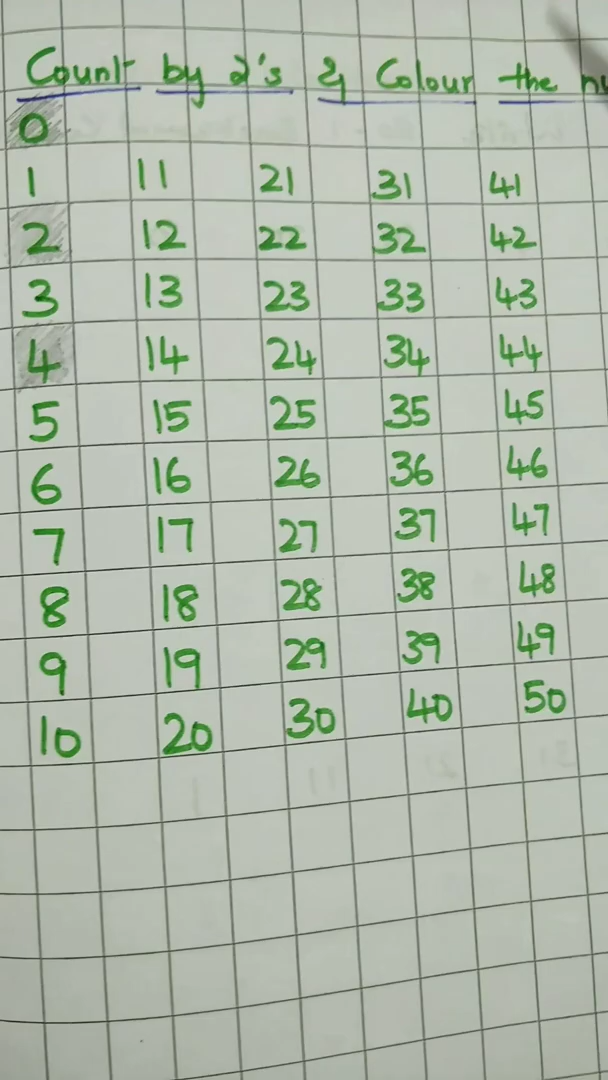 Count by 2's & Colour the
0
1 11 21 31 41
2 12 22 32 42
3 13 23 33 43
4 14 24 34 44
5 15 25 35 45
6 16 26 36 46
7 17 27 37 47
8 18 28 38 48
9 19 29 39 49
10 20 30 40 50